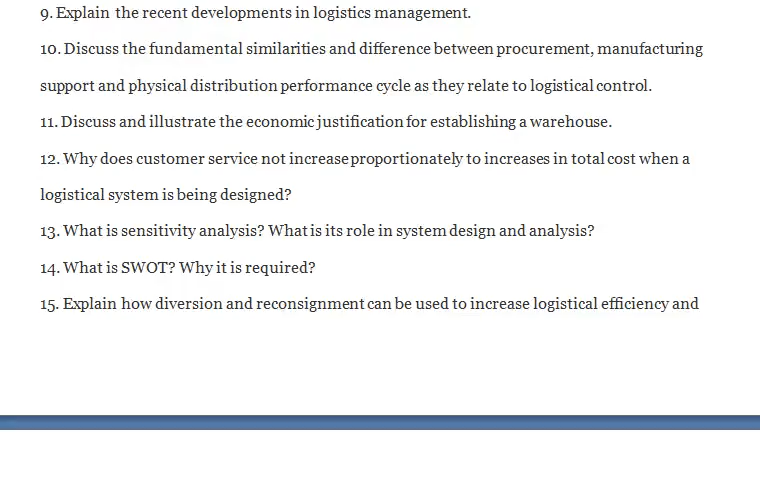 9. Explain the recent developments in logistics management.
10. Discuss the fundamental similarities and difference between procurement, manufacturing
support and physical distribution performance cycle as they relate to logistical control.
11. Discuss and illustrate the economic justification for establishing a warehouse.
12. Why does customer service not increase proportionately to increases in total cost when a
logistical system is being designed?
13. What is sensitivity analysis? What is its role in system design and analysis?
14. What is SWOT? Why it is required?
15. Explain how diversion and reconsignment can be used to increase logistical efficiency and